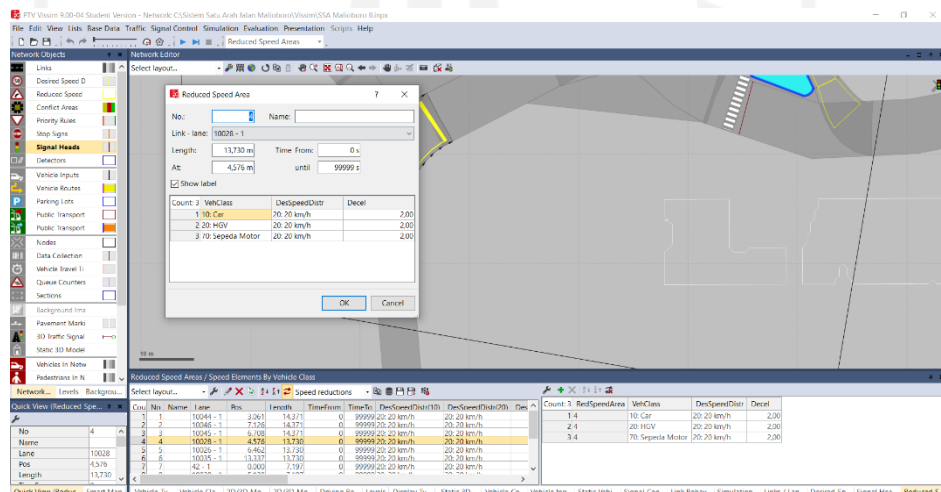 PTV Vissim 9.00-04 Student Version - Network: C:\Sistem Satu Arah Jalan Malioboro\Vissim\SSA Malioboro II.inpx
File Edit View Lists Base Data Traffic Signal Control Simulation Evaluation Presentation Scripts Help
Reduced Speed Areas
Network Objects
Network Editor
Select layout...
Links
Desired Speed D
Reduced Speed
Conflict Areas
Priority Rules
Stop Signs
Signal Heads
Detectors
Vehicle Inputs
Vehicle Routes
Parking Lots
Public Transport
Public Transport
Nodes
Data Collection
Vehicle Travel Ti
Queue Counters
Sections
Background Ima
Pavement Marki
3D Traffic Signal
Static 3D Model
Vehicles In Netw
Pedestrians In N
Network... Levels Backgrou...
Reduced Speed Area ? X
No.: 4 Name:
Link - lane: 10028 - 1
Length: 13,730 m Time From: 0 s
At: 4,576 m until 99999 s
Show label
Count: 3 VehClass DesSpeedDistr Decel
1 10: Car 20: 20 km/h 2,00
2 20: HGV 20: 20 km/h 2,00
3 70: Sepeda Motor 20: 20 km/h 2,00
OK Cancel
10 m
Quick View (Reduced Spe...
No 4
Name
Lane 10028
Pos 4,576
Length 13,730
Reduced Speed Areas / Speed Elements By Vehicle Class
Select layout... Speed reductions
Cou No Name Lane Pos Length TimeFrom TimeTo DesSpeedDistr(10) DesSpeedDistr(20) Des
1 1 10044 - 1 3.061 14.371 0 99999 20: 20 km/h 20: 20 km/h
2 2 10046 - 1 7.126 14.371 0 99999 20: 20 km/h 20: 20 km/h
3 3 10045 - 1 6.708 14.371 0 99999 20: 20 km/h 20: 20 km/h
4 4 10028 - 1 4.576 13.730 0 99999 20: 20 km/h 20: 20 km/h
5 5 10026 - 1 6.462 13.730 0 99999 20: 20 km/h 20: 20 km/h
6 6 10035 - 1 13.337 13.730 0 99999 20: 20 km/h 20: 20 km/h
7 7 42 - 1 0.000 7.197 0 99999 20: 20 km/h 20: 20 km/h
Count: 3 RedSpeedArea VehClass DesSpeedDistr Decel
1 4 10: Car 20: 20 km/h 2,00
2 4 20: HGV 20: 20 km/h 2,00
3 4 70: Sepeda Motor 20: 20 km/h 2,00